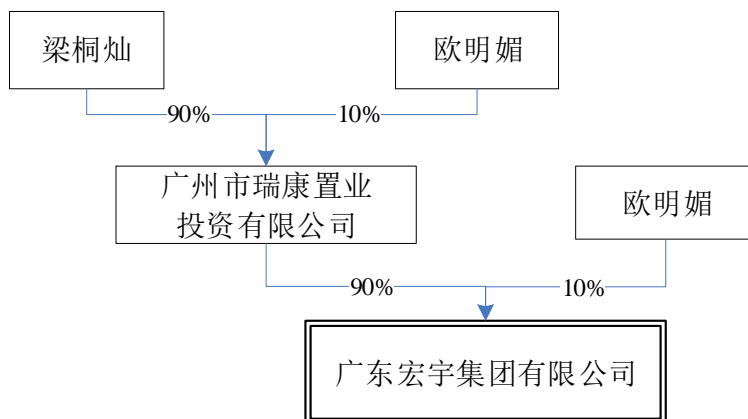 梁桐灿
欧明媚
90%
10%
广州市瑞康置业
投资有限公司
欧明媚
90%
10%
广东宏宇集团有限公司